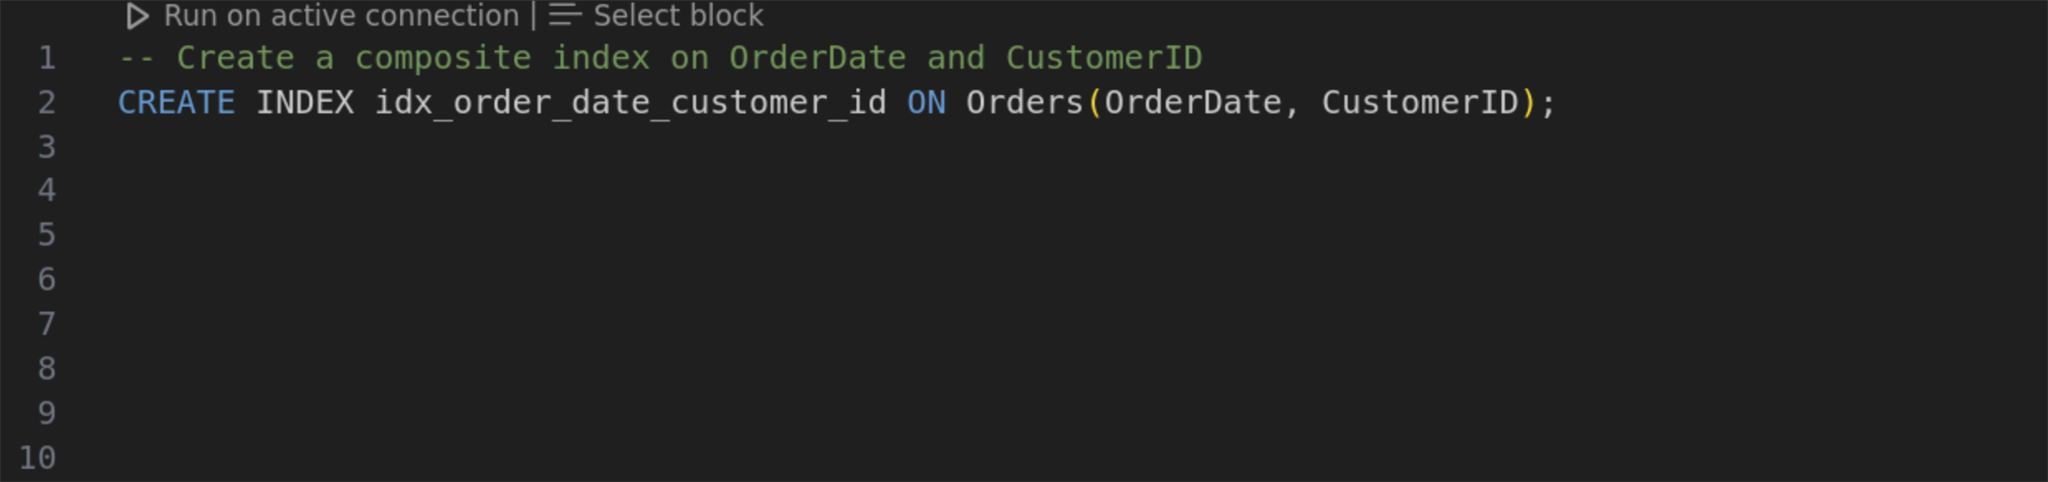 Run on active connection | Select block
1 -- Create a composite index on OrderDate and CustomerID
2 CREATE INDEX idx_order_date_customer_id ON Orders(OrderDate, CustomerID);
3
4
5
6
7
8
9
10